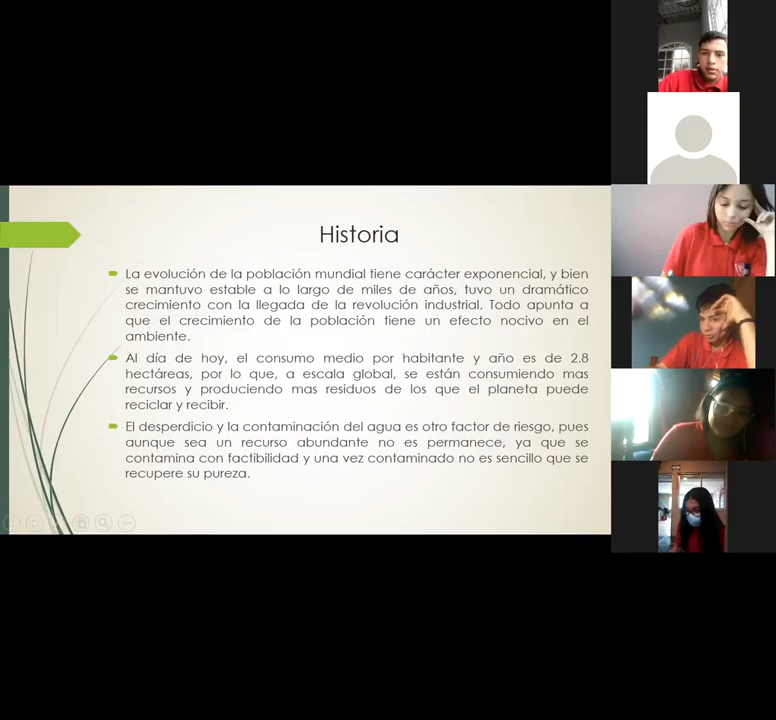 Historia
La evolución de la población mundial tiene carácter exponencial, y bien
se mantuvo estable a lo largo de miles de años, tuvo un dramático
crecimiento con la llegada de la revolución industrial. Todo apunta a
que el crecimiento de la población tiene un efecto nocivo en el
ambiente.
Al día de hoy, el consumo medio por habitante y año es de 2.8
hectáreas, por lo que, a escala global, se están consumiendo mas
recursos y produciendo mas residuos de los que el planeta puede
reciclar y recibir.
El desperdicio y la contaminación del agua es otro factor de riesgo, pues
aunque sea un recurso abundante no es permanece, ya que se
contamina con factibilidad y una vez contaminado no es sencillo que se
recupere su pureza.